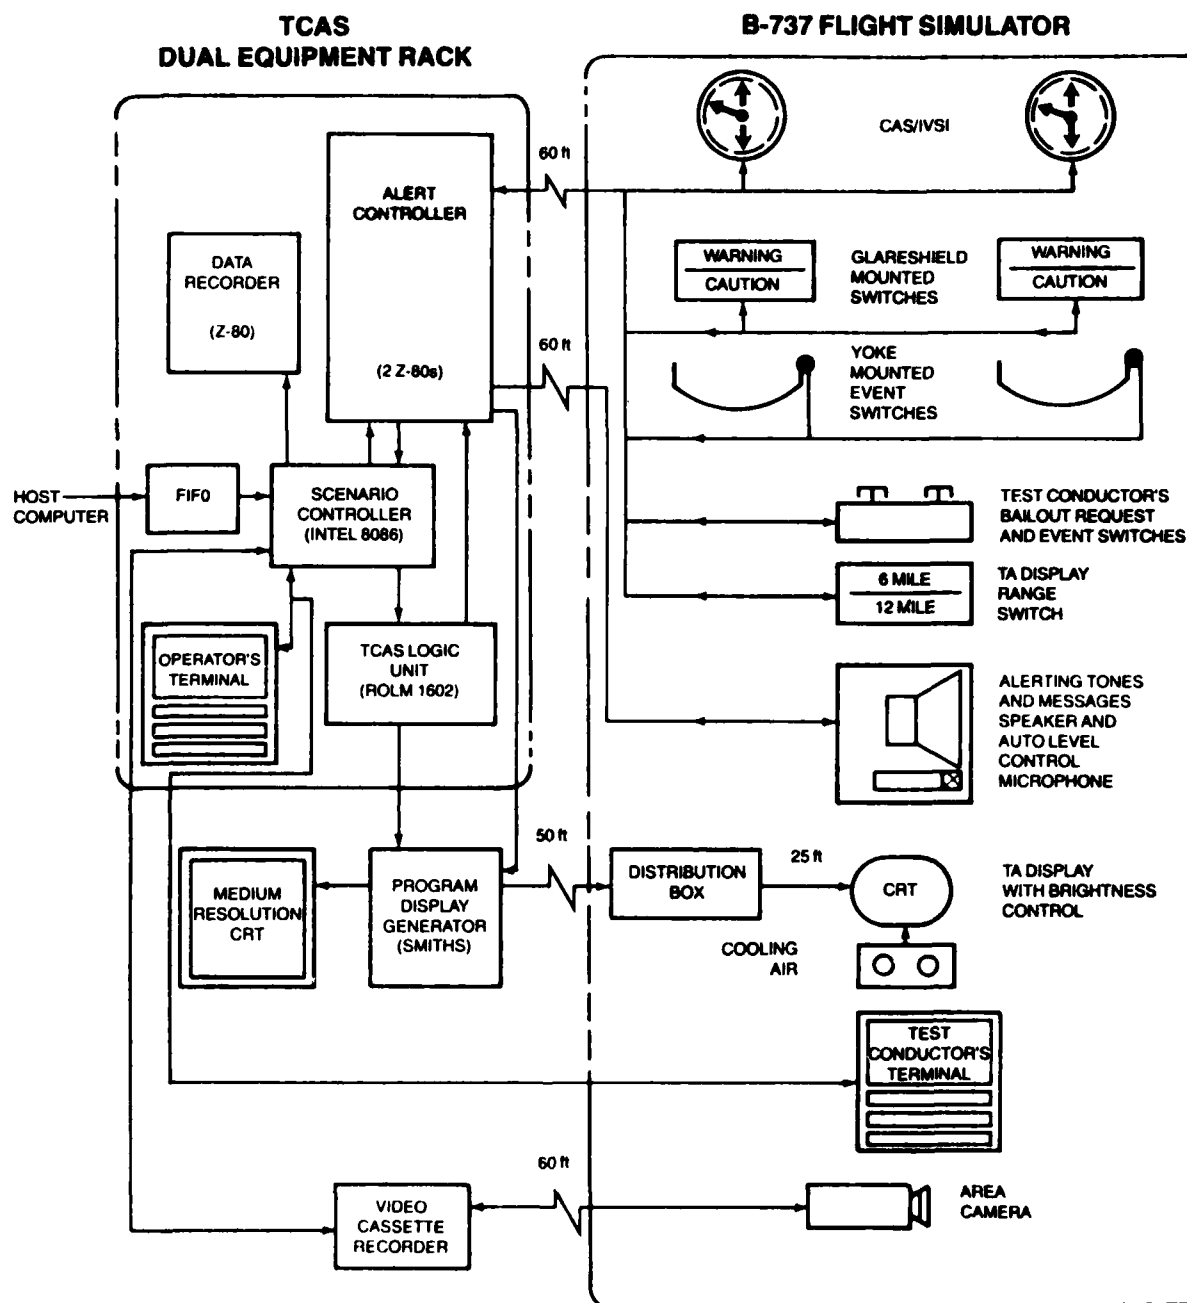 TCAS
DUAL EQUIPMENT RACK
B-737 FLIGHT SIMULATOR
ALERT
CONTROLLER
(2 Z-80s)
DATA
RECORDER
(Z-80)
60 ft
60 ft
CAS/IVSI
WARNING
CAUTION
GLARESHIELD
MOUNTED
SWITCHES
WARNING
CAUTION
YOKE
MOUNTED
EVENT
SWITCHES
HOST
COMPUTER
FIFO
SCENARIO
CONTROLLER
(INTEL 8086)
TEST CONDUCTOR'S
BAILOUT REQUEST
AND EVENT SWITCHES
6 MILE
12 MILE
TA DISPLAY
RANGE
SWITCH
OPERATOR'S
TERMINAL
TCAS LOGIC
UNIT
(ROLM 1602)
ALERTING TONES
AND MESSAGES
SPEAKER AND
AUTO LEVEL
CONTROL
MICROPHONE
MEDIUM
RESOLUTION
CRT
PROGRAM
DISPLAY
GENERATOR
(SMITHS)
50 ft
DISTRIBUTION
BOX
25 ft
CRT
TA DISPLAY
WITH BRIGHTNESS
CONTROL
COOLING
AIR
TEST
CONDUCTOR'S
TERMINAL
60 ft
VIDEO
CASSETTE
RECORDER
AREA
CAMERA